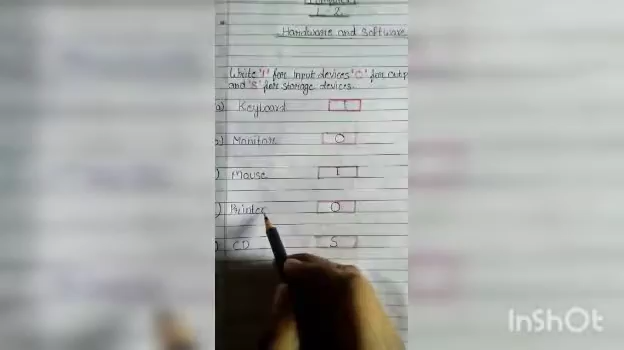 L-2
Hardware and Software
Write "I" for input devices "O" for outp
and "S" for storage devices.
a) Keyboard I
b) Monitor O
) Mouse I
) Printer O
) CD S
InShOt